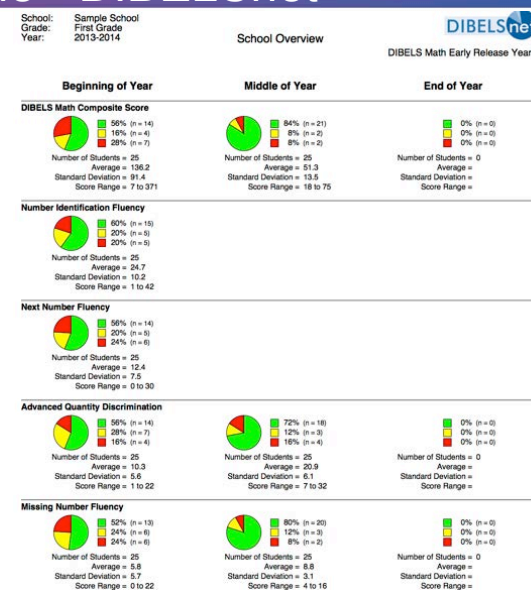 School: Sample School
Grade: First Grade
Year: 2013-2014
School Overview
DIBELSnet
DIBELS Math Early Release Year
Beginning of Year Middle of Year End of Year
DIBELS Math Composite Score
56% (n = 14) 84% (n = 21) 0% (n = 0)
16% (n = 4) 8% (n = 2) 0% (n = 0)
28% (n = 7) 8% (n = 2) 0% (n = 0)
Number of Students = 25 Number of Students = 25 Number of Students = 0
Average = 136.2 Average = 51.3 Average =
Standard Deviation = 91.4 Standard Deviation = 13.5 Standard Deviation =
Score Range = 7 to 371 Score Range = 18 to 75 Score Range =
Number Identification Fluency
60% (n = 15)
20% (n = 5)
20% (n = 5)
Number of Students = 25
Average = 24.7
Standard Deviation = 10.2
Score Range = 1 to 42
Next Number Fluency
56% (n = 14)
20% (n = 5)
24% (n = 6)
Number of Students = 25
Average = 12.4
Standard Deviation = 7.5
Score Range = 0 to 30
Advanced Quantity Discrimination
56% (n = 14) 72% (n = 18) 0% (n = 0)
28% (n = 7) 12% (n = 3) 0% (n = 0)
16% (n = 4) 16% (n = 4) 0% (n = 0)
Number of Students = 25 Number of Students = 25 Number of Students = 0
Average = 10.3 Average = 20.9 Average =
Standard Deviation = 5.6 Standard Deviation = 6.1 Standard Deviation =
Score Range = 1 to 22 Score Range = 7 to 32 Score Range =
Missing Number Fluency
52% (n = 13) 80% (n = 20) 0% (n = 0)
24% (n = 6) 12% (n = 3) 0% (n = 0)
24% (n = 6) 8% (n = 2) 0% (n = 0)
Number of Students = 25 Number of Students = 25 Number of Students = 0
Average = 5.8 Average = 8.8 Average =
Standard Deviation = 5.7 Standard Deviation = 3.1 Standard Deviation =
Score Range = 0 to 22 Score Range = 4 to 16 Score Range =